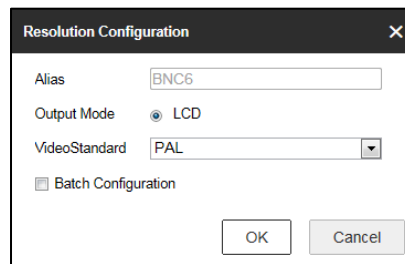 Resolution Configuration
Alias BNC6
Output Mode LCD
VideoStandard PAL
Batch Configuration
OK Cancel